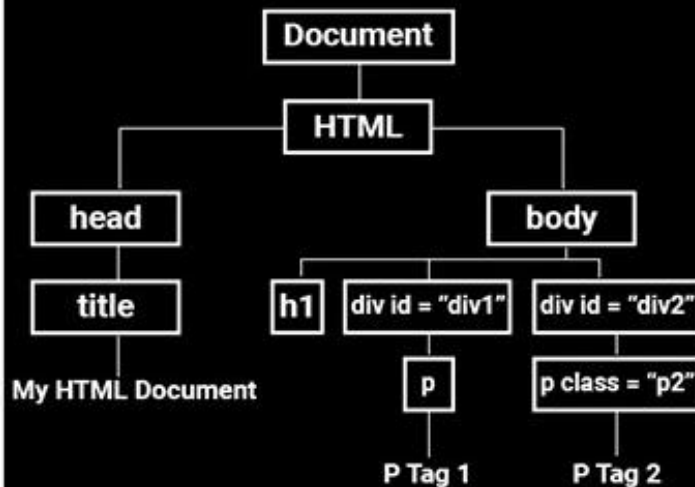 Document
HTML
head
body
title
h1
div id = “div1”
div id = “div2”
My HTML Document
p
p class = “p2”
P Tag 1
P Tag 2